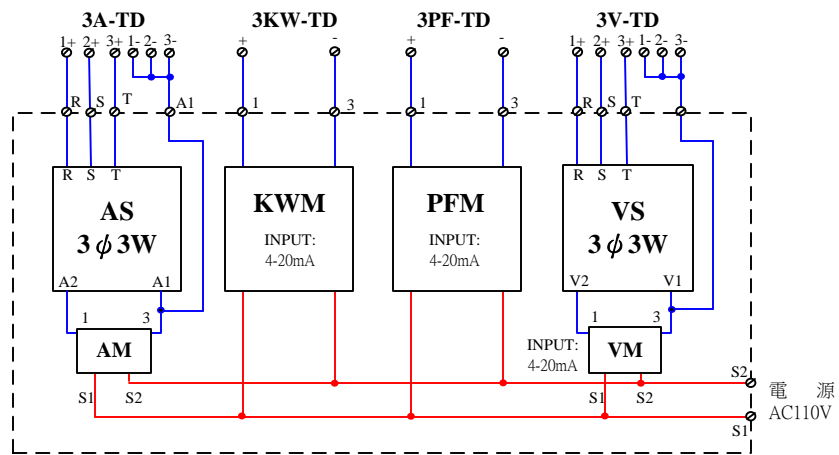 3A-TD 3KW-TD 3PF-TD 3V-TD
1+ 2+ 3+ 1- 2- 3- + - + - 1+ 2+ 3+ 1- 2- 3-
R S T A1 1 3 1 3 R S T
R S T R S T
AS KWM PFM VS
3φ3W INPUT: INPUT: 3φ3W
4-20mA 4-20mA
A2 A1 V2 V1
1 3 1 3
AM INPUT: VM
4-20mA
S1 S2 S1 S2 S2
電 源
AC110V
S1